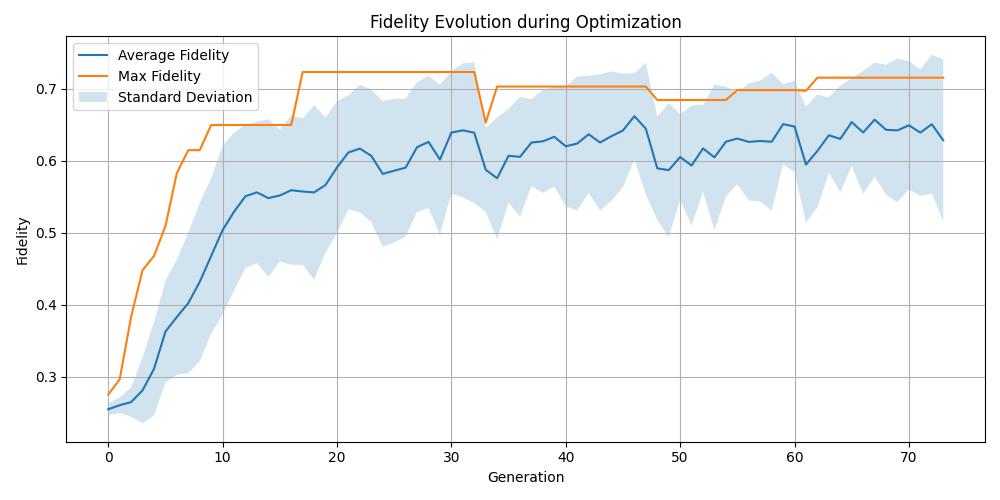 Fidelity Evolution during Optimization
Average Fidelity
Max Fidelity
Standard Deviation
Fidelity
0.7
0.6
0.5
0.4
0.3
0 10 20 30 40 50 60 70
Generation